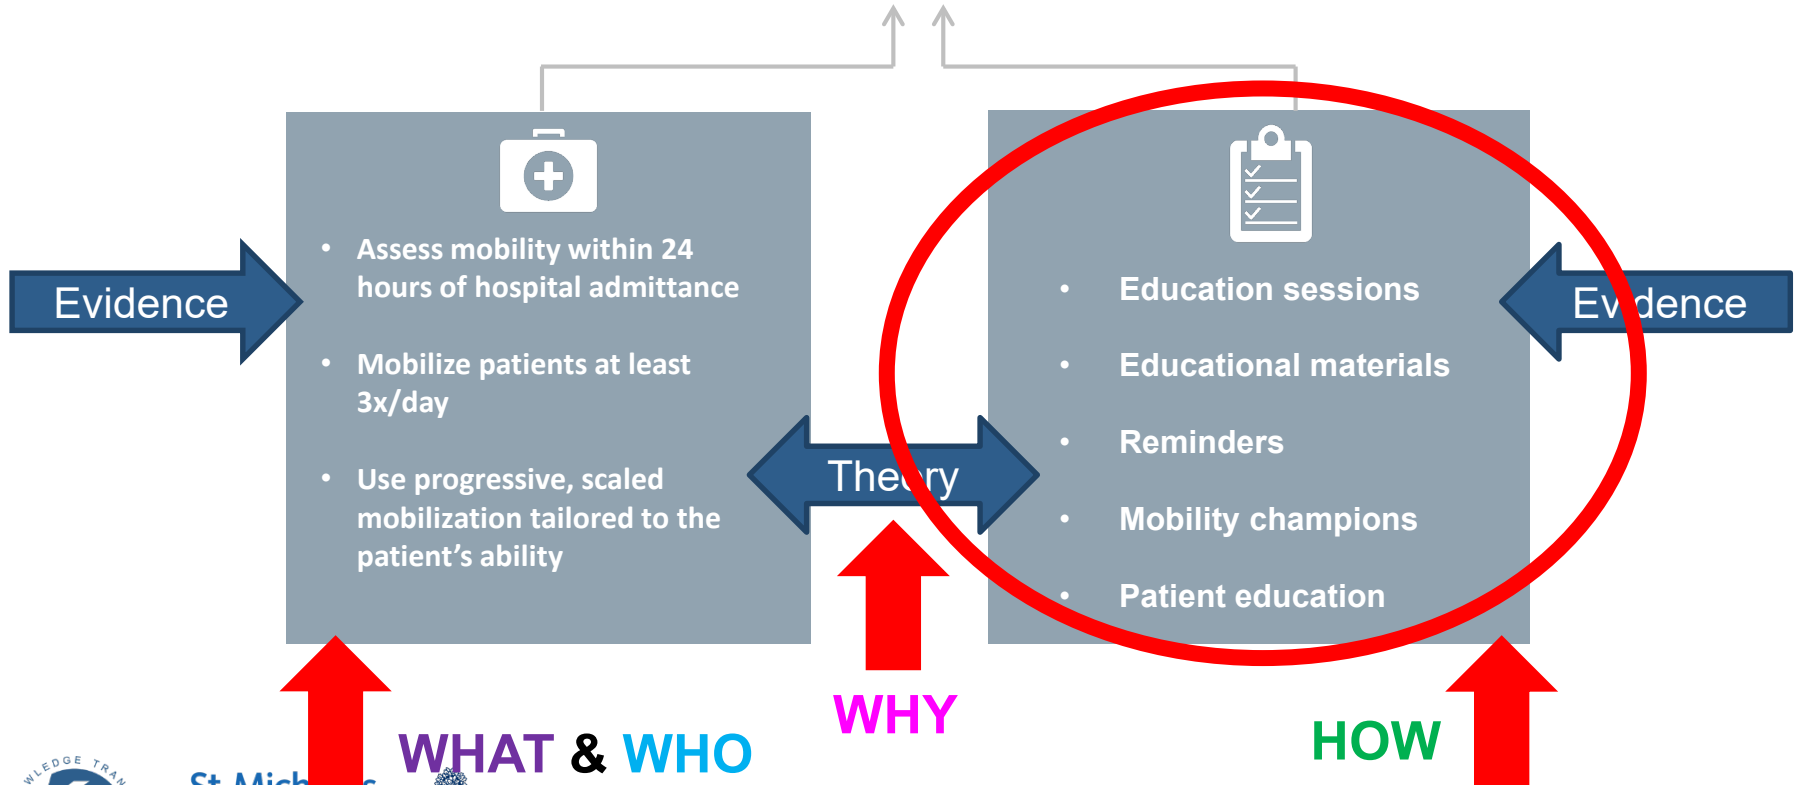 Evidence
• Assess mobility within 24
hours of hospital admittance
• Mobilize patients at least
3x/day
• Use progressive, scaled
mobilization tailored to the
patient’s ability
Theory
• Education sessions
• Educational materials
• Reminders
• Mobility champions
• Patient education
Evidence
WHAT & WHO
WHY
HOW